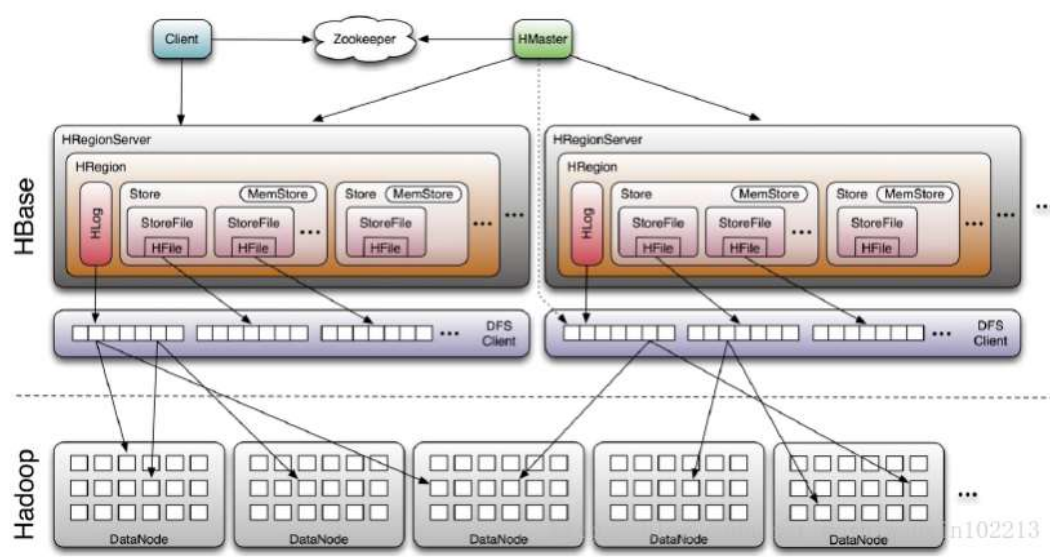 Client
Zookeeper
HMaster
HBase
HRegionServer
HRegion
HLog
Store MemStore
StoreFile StoreFile ...
HFile HFile
Store MemStore
StoreFile
HFile
... ...
HRegionServer
HRegion
HLog
Store MemStore
StoreFile StoreFile ...
HFile HFile
Store MemStore
StoreFile
HFile
... ...
...
... DFS
Client
... DFS
Client
Hadoop
DataNode DataNode DataNode DataNode DataNode
...
in102213